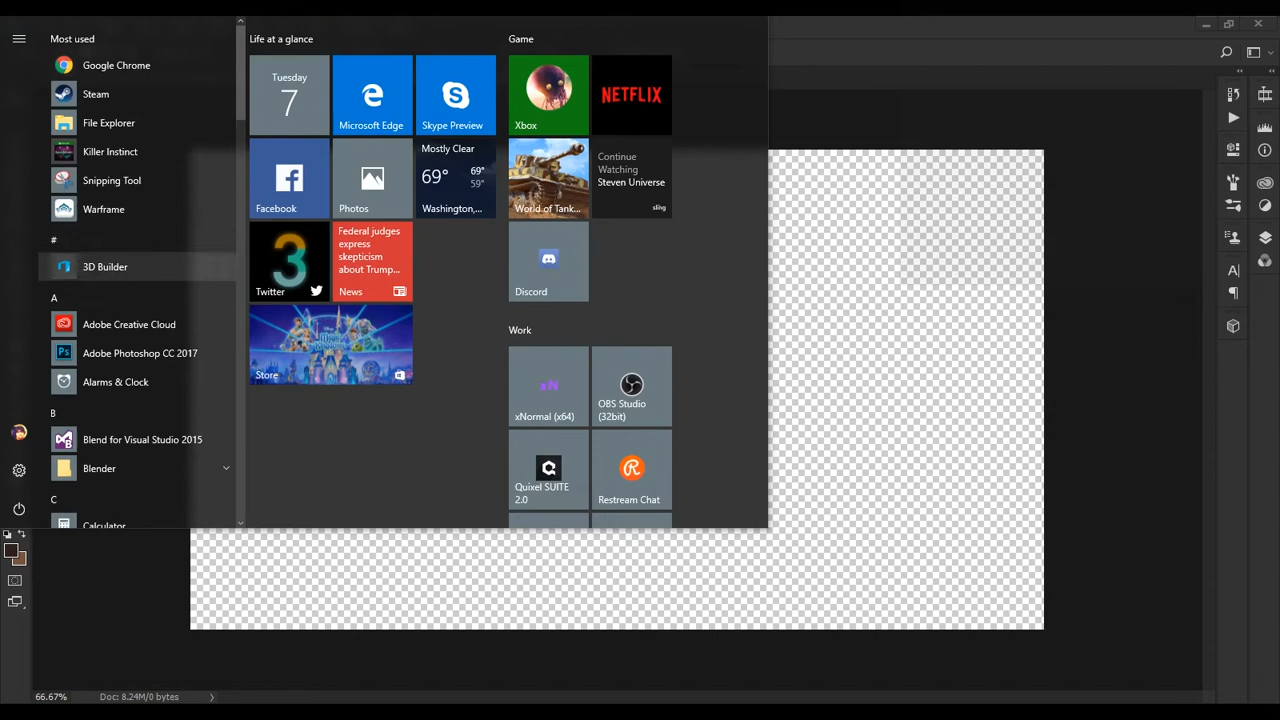 Most used
Google Chrome
Steam
File Explorer
Killer Instinct
Snipping Tool
Warframe
#
3D Builder
A
Adobe Creative Cloud
Adobe Photoshop CC 2017
Alarms & Clock
B
Blend for Visual Studio 2015
Blender
C
Calculator
Life at a glance
Tuesday
7
Microsoft Edge
Skype Preview
Facebook
Photos
Mostly Clear
69°
69°
59°
Washington,...
3
Twitter
Federal judges
express
skepticism
about Trump...
News
Store
Game
Xbox
NETFLIX
World of Tank...
Continue
Watching
Steven Universe
sling
Discord
Work
xN
xNormal (x64)
OBS Studio
(32bit)
Quixel SUITE
2.0
Restream Chat
Ps
66.67%
Doc: 8.24M/0 bytes